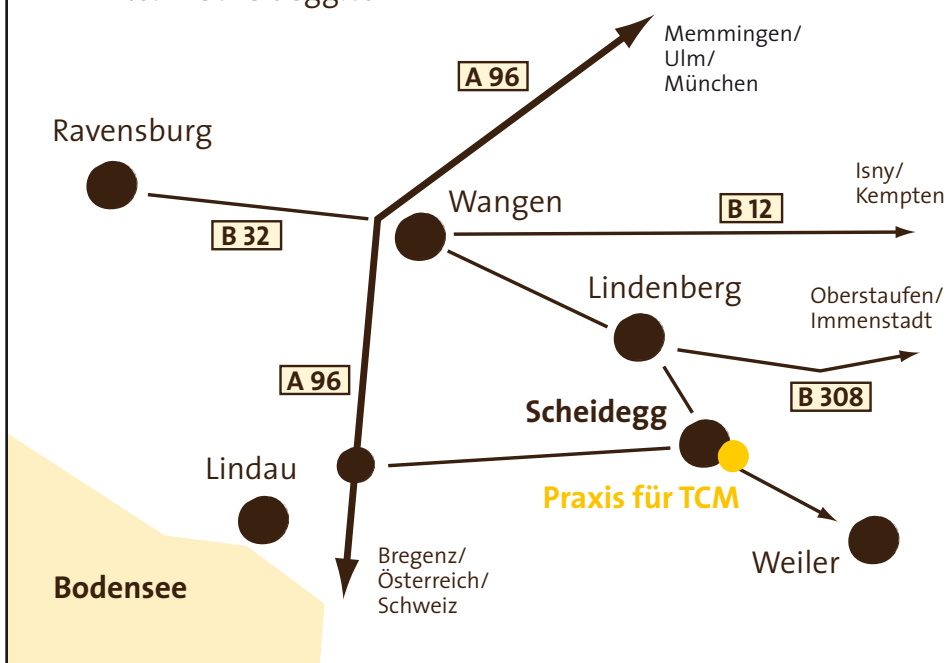 Memmingen/
Ulm/
München
A 96
Ravensburg
Isny/
Kempten
Wangen
B 12
B 32
Lindenberg
Oberstaufen/
Immenstadt
A 96
B 308
Scheidegg
Lindau
Praxis für TCM
Bregenz/
Österreich/
Schweiz
Weiler
Bodensee